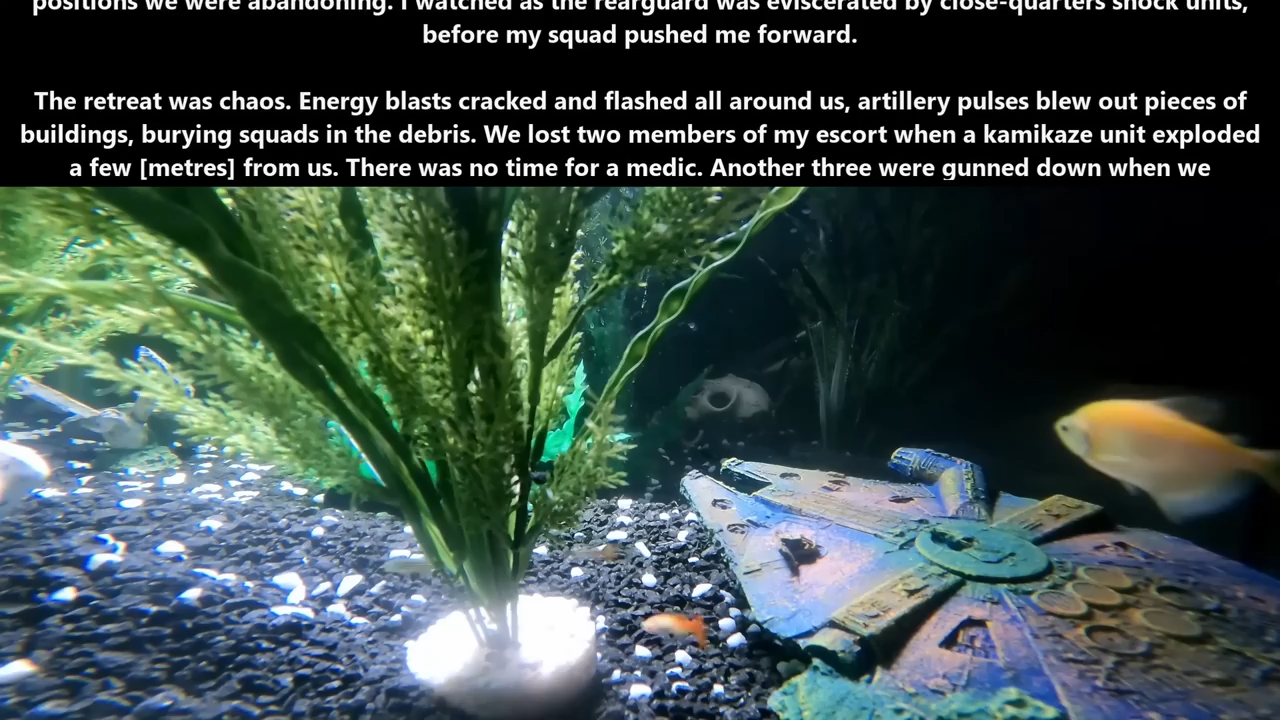 positions we were abandoning. I watched as the rearguard was eviscerated by close-quarters shock units,
before my squad pushed me forward.
The retreat was chaos. Energy blasts cracked and flashed all around us, artillery pulses blew out pieces of
buildings, burying squads in the debris. We lost two members of my escort when a kamikaze unit exploded
a few [metres] from us. There was no time for a medic. Another three were gunned down when we